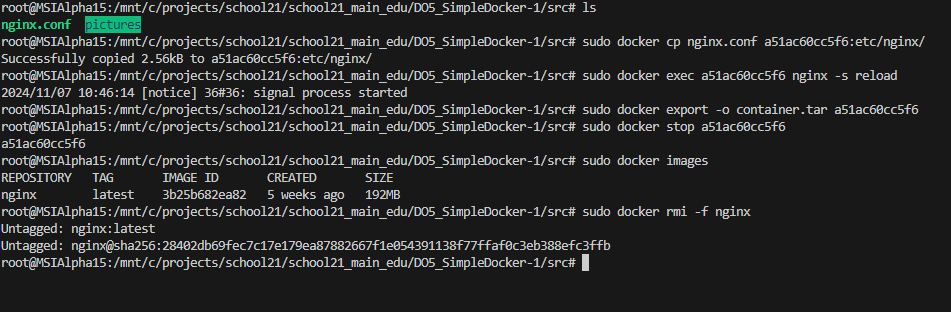 root@MSIAlpha15:/mnt/c/projects/school21/school21_main_edu/DO5_SimpleDocker-1/src# ls
nginx.conf  pictures
root@MSIAlpha15:/mnt/c/projects/school21/school21_main_edu/DO5_SimpleDocker-1/src# sudo docker cp nginx.conf a51ac60cc5f6:etc/nginx/
Successfully copied 2.56kB to a51ac60cc5f6:etc/nginx/
root@MSIAlpha15:/mnt/c/projects/school21/school21_main_edu/DO5_SimpleDocker-1/src# sudo docker exec a51ac60cc5f6 nginx -s reload
2024/11/07 10:46:14 [notice] 36#36: signal process started
root@MSIAlpha15:/mnt/c/projects/school21/school21_main_edu/DO5_SimpleDocker-1/src# sudo docker export -o container.tar a51ac60cc5f6
root@MSIAlpha15:/mnt/c/projects/school21/school21_main_edu/DO5_SimpleDocker-1/src# sudo docker stop a51ac60cc5f6
a51ac60cc5f6
root@MSIAlpha15:/mnt/c/projects/school21/school21_main_edu/DO5_SimpleDocker-1/src# sudo docker images
REPOSITORY   TAG       IMAGE ID       CREATED       SIZE
nginx        latest    3b25b682ea82   5 weeks ago   192MB
root@MSIAlpha15:/mnt/c/projects/school21/school21_main_edu/DO5_SimpleDocker-1/src# sudo docker rmi -f nginx
Untagged: nginx:latest
Untagged: nginx@sha256:28402db69fec7c17e179ea87882667f1e054391138f77ffaf0c3eb388efc3ffb
root@MSIAlpha15:/mnt/c/projects/school21/school21_main_edu/DO5_SimpleDocker-1/src#